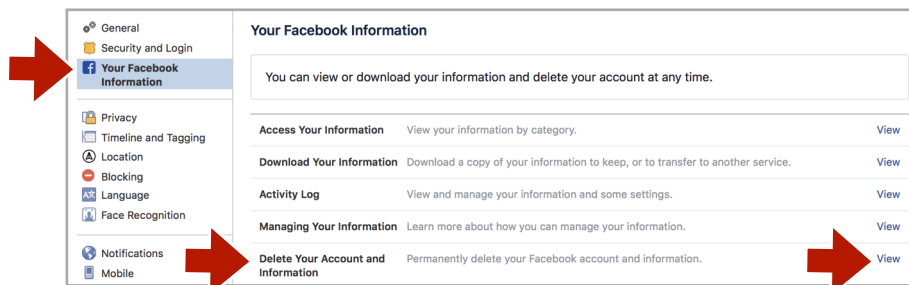 General
Security and Login
Your Facebook
Information
Privacy
Timeline and Tagging
Location
Blocking
Language
Face Recognition
Notifications
Mobile
Your Facebook Information
You can view or download your information and delete your account at any time.
Access Your Information View your information by category. View
Download Your Information Download a copy of your information to keep, or to transfer to another service. View
Activity Log View and manage your information and some settings. View
Managing Your Information Learn more about how you can manage your information. View
Delete Your Account and Permanently delete your Facebook account and information. View
Information